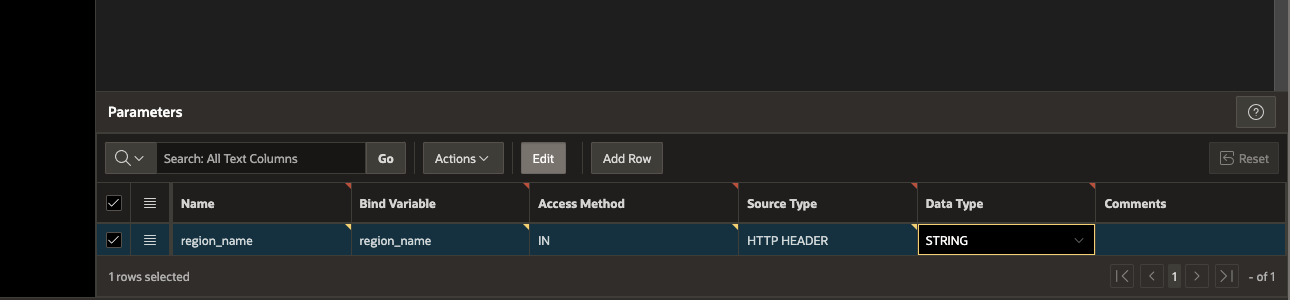 Parameters
Search: All Text Columns Go Actions Edit Add Row Reset
Name Bind Variable Access Method Source Type Data Type Comments
region_name region_name IN HTTP HEADER STRING
1 rows selected 1 - of 1